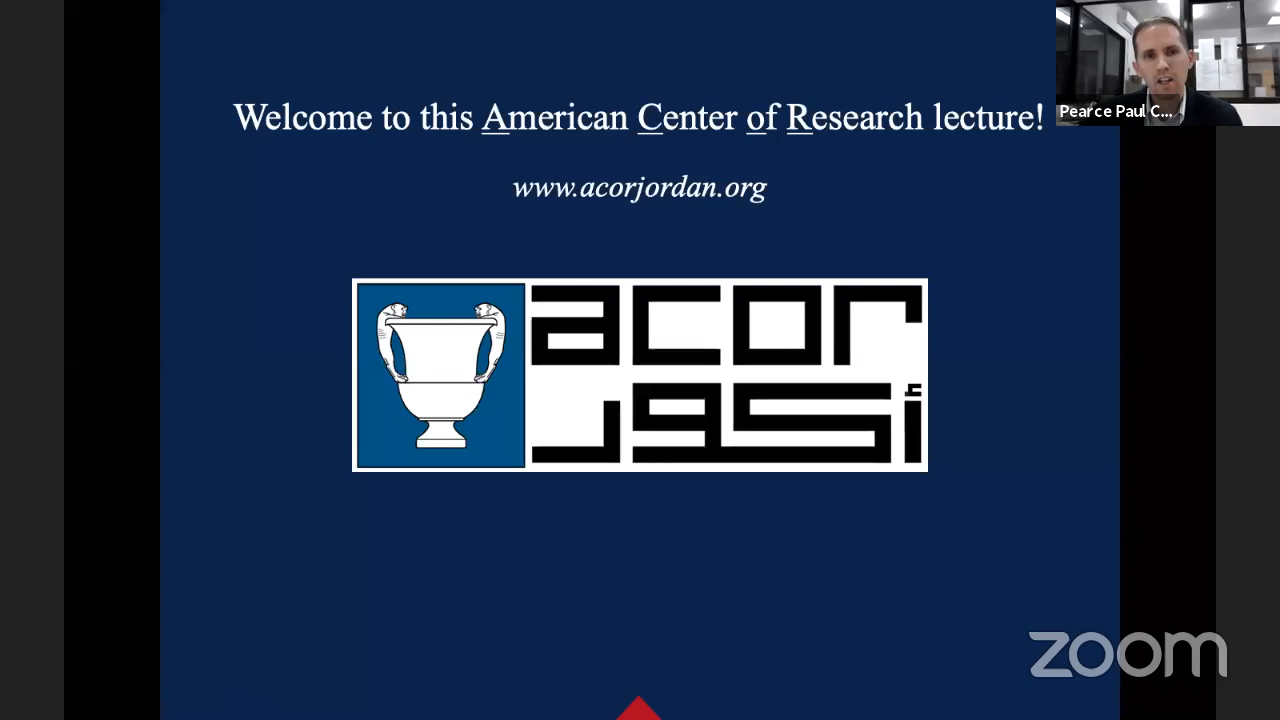 Welcome to this American Center of Research lecture!
Pearce Paul C...
www.acorjordan.org
acor
أكور
zoom